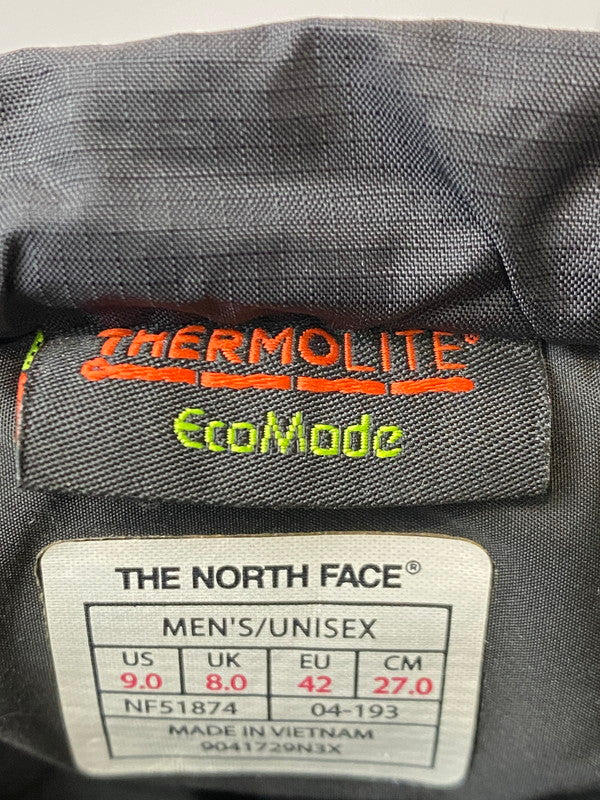 THERMOLITE®
EcoMade
THE NORTH FACE®
MEN'S/UNISEX
US UK EU CM
9.0 8.0 42 27.0
NF51874 04-193
MADE IN VIETNAM
9041729N3X